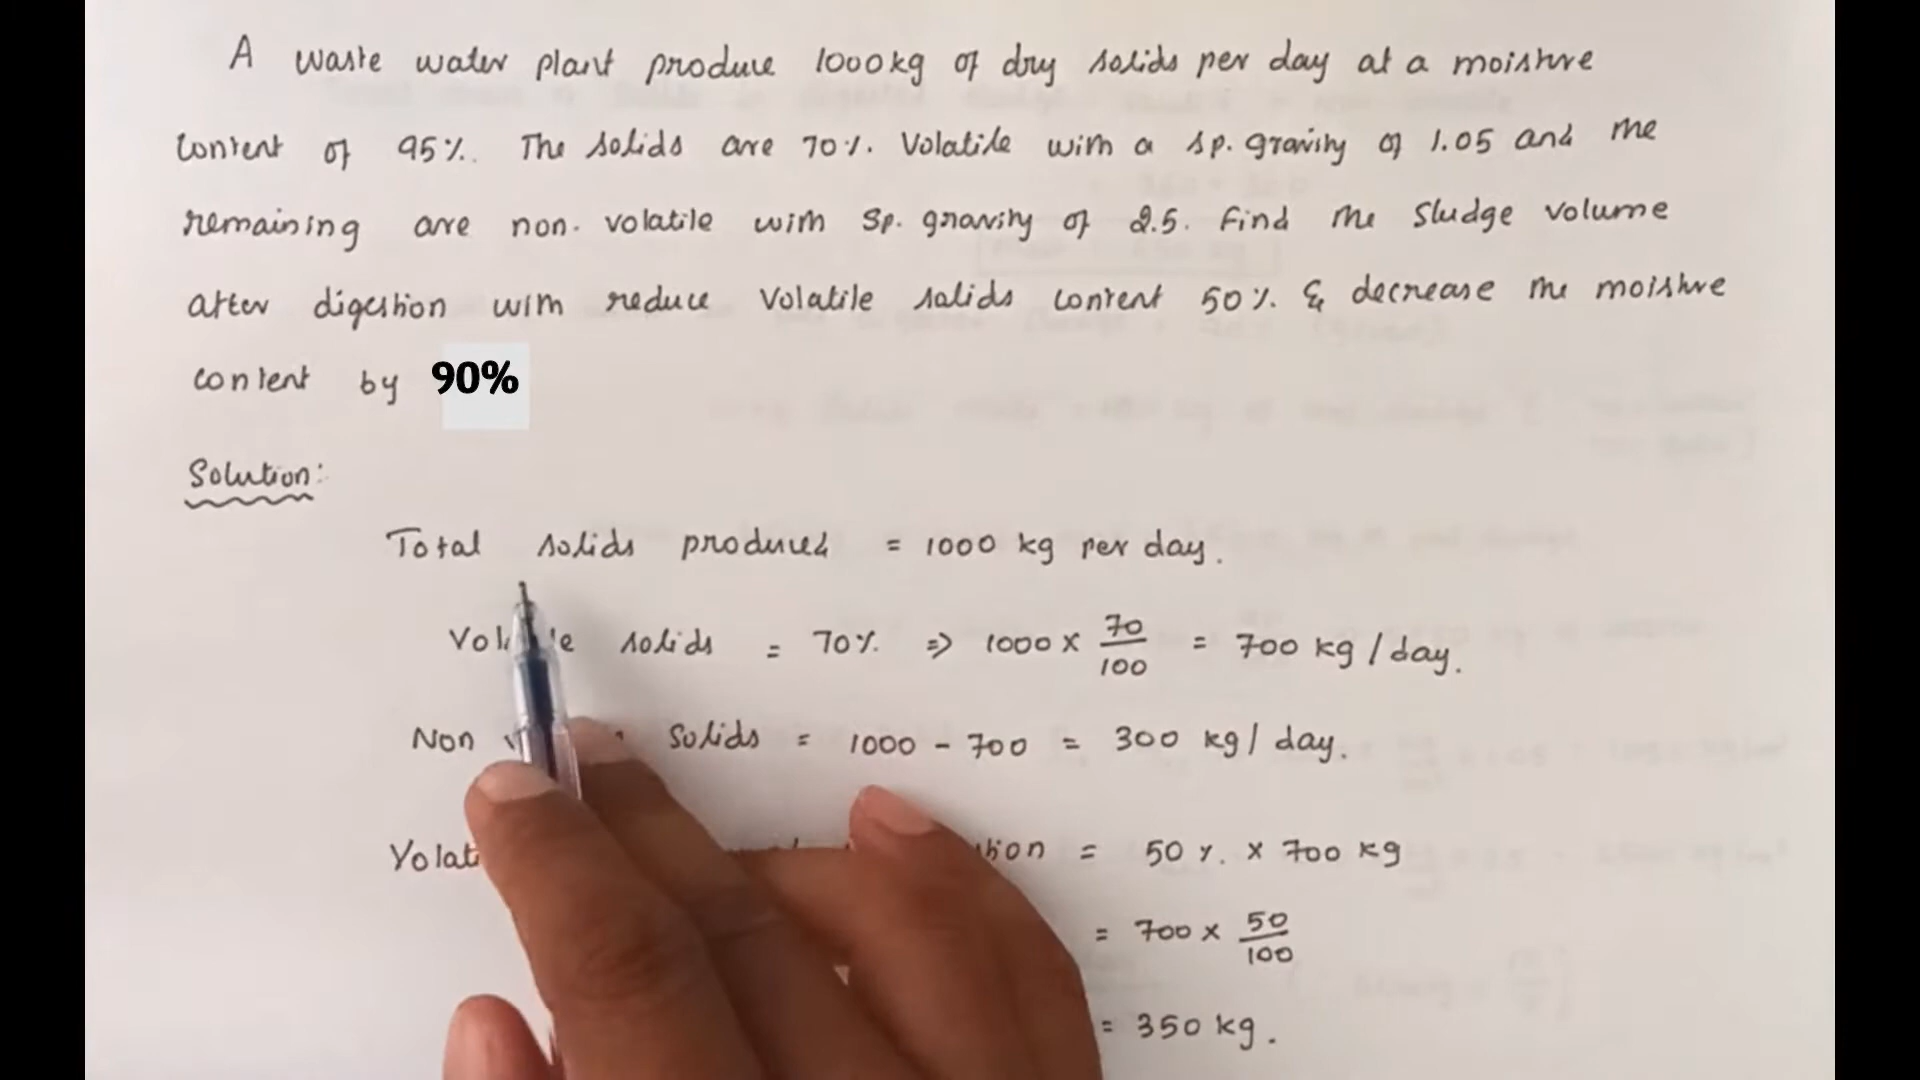 A waste water plant produce 1000kg of dry solids per day at a moisture
content of 95%. The solids are 70%. Volatile with a sp. gravity of 1.05 and the
remaining are non. volatile with Sp. gravity of 2.5. Find the Sludge volume
after digestion with reduce Volatile solids content 50%. & decrease the moisture
content by 90%
Solution:
Total solids produced = 1000 kg per day.
solids = 70% => 1000 x 70/100 = 700 kg/day.
Non Solids = 1000 - 700 = 300 kg/day.
= 50%. x 700 kg
= 700 x 50/100
= 350 kg.